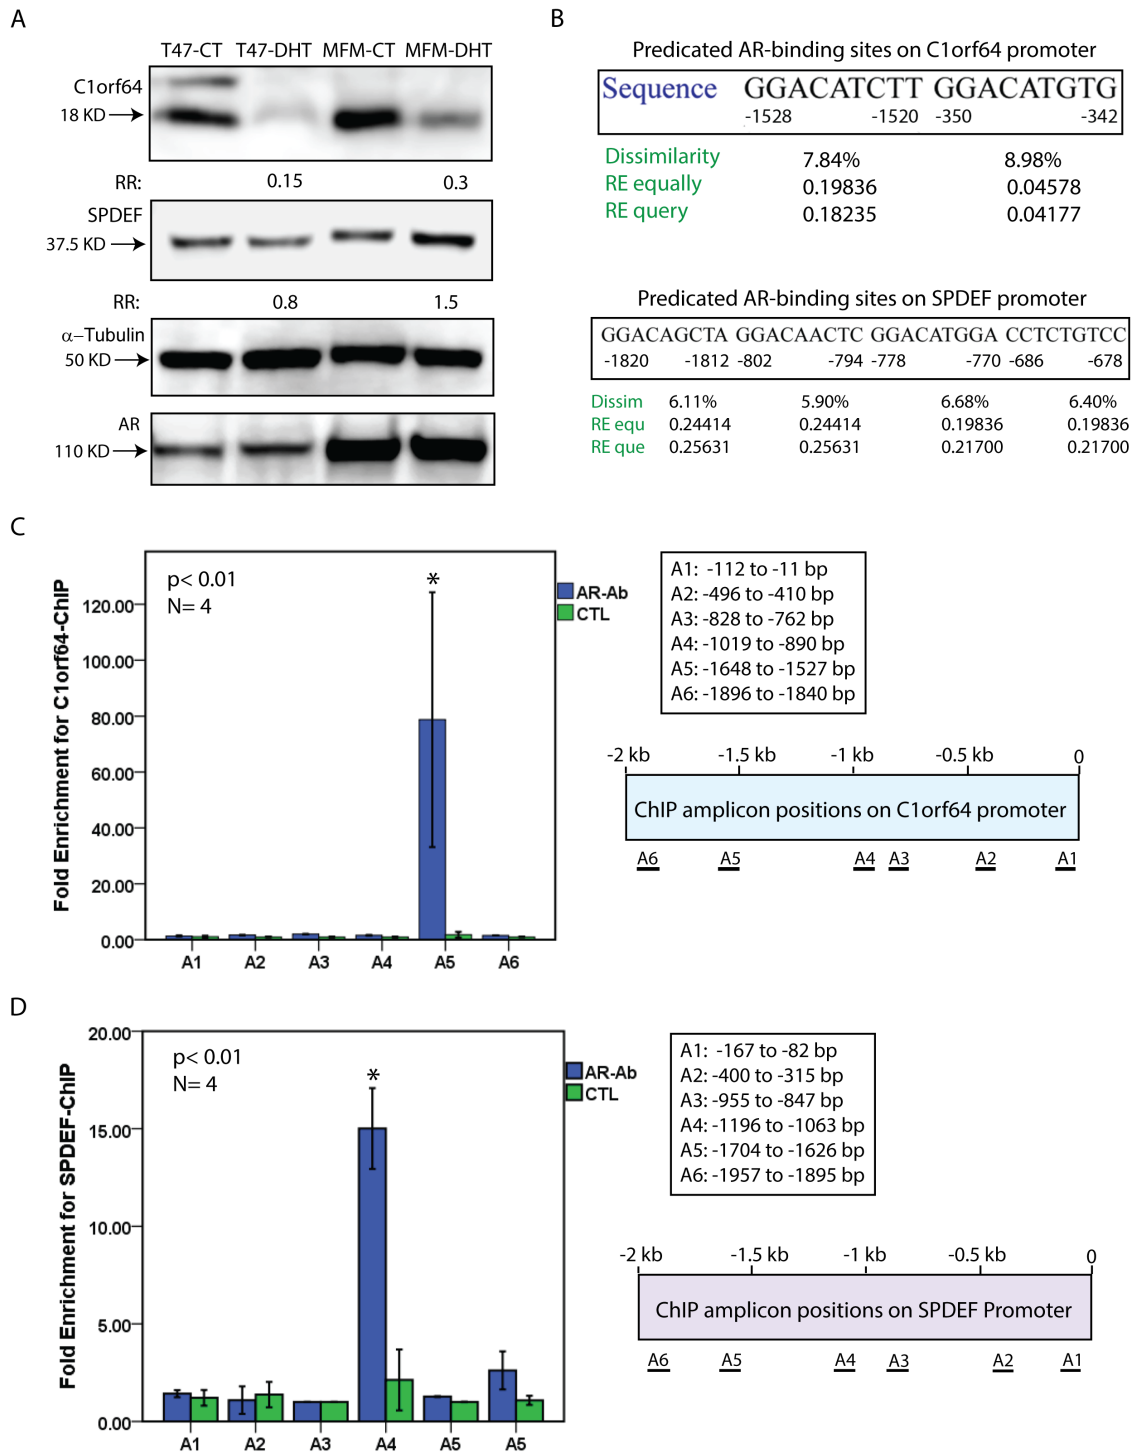 A
T47-CT T47-DHT MFM-CT MFM-DHT
C1orf64
18 KD
RR: 0.15 0.3
SPDEF
37.5 KD
RR: 0.8 1.5
α−Tubulin
50 KD
AR
110 KD
B
Predicated AR-binding sites on C1orf64 promoter
Sequence GGACATCTT GGACATGTG
-1528 -1520 -350 -342
Dissimilarity 7.84% 8.98%
RE equally 0.19836 0.04578
RE query 0.18235 0.04177
Predicated AR-binding sites on SPDEF promoter
GGACAGCTA GGACAACTC GGACATGGA CCTCTGTCC
-1820 -1812 -802 -794 -778 -770 -686 -678
Dissim 6.11% 5.90% 6.68% 6.40%
RE equ 0.24414 0.24414 0.19836 0.19836
RE que 0.25631 0.25631 0.21700 0.21700
C
Fold Enrichment for C1orf64-ChIP
p< 0.01
N= 4
*
AR-Ab
CTL
120.00
100.00
80.00
60.00
40.00
20.00
0.00
A1 A2 A3 A4 A5 A6
A1: -112 to -11 bp
A2: -496 to -410 bp
A3: -828 to -762 bp
A4: -1019 to -890 bp
A5: -1648 to -1527 bp
A6: -1896 to -1840 bp
-2 kb -1.5 kb -1 kb -0.5 kb 0
ChIP amplicon positions on C1orf64 promoter
A6 A5 A4 A3 A2 A1
D
Fold Enrichment for SPDEF-ChIP
p< 0.01
N= 4
*
AR-Ab
CTL
20.00
15.00
10.00
5.00
0.00
A1 A2 A3 A4 A5 A5
A1: -167 to -82 bp
A2: -400 to -315 bp
A3: -955 to -847 bp
A4: -1196 to -1063 bp
A5: -1704 to -1626 bp
A6: -1957 to -1895 bp
-2 kb -1.5 kb -1 kb -0.5 kb 0
ChIP amplicon positions on SPDEF Promoter
A6 A5 A4 A3 A2 A1